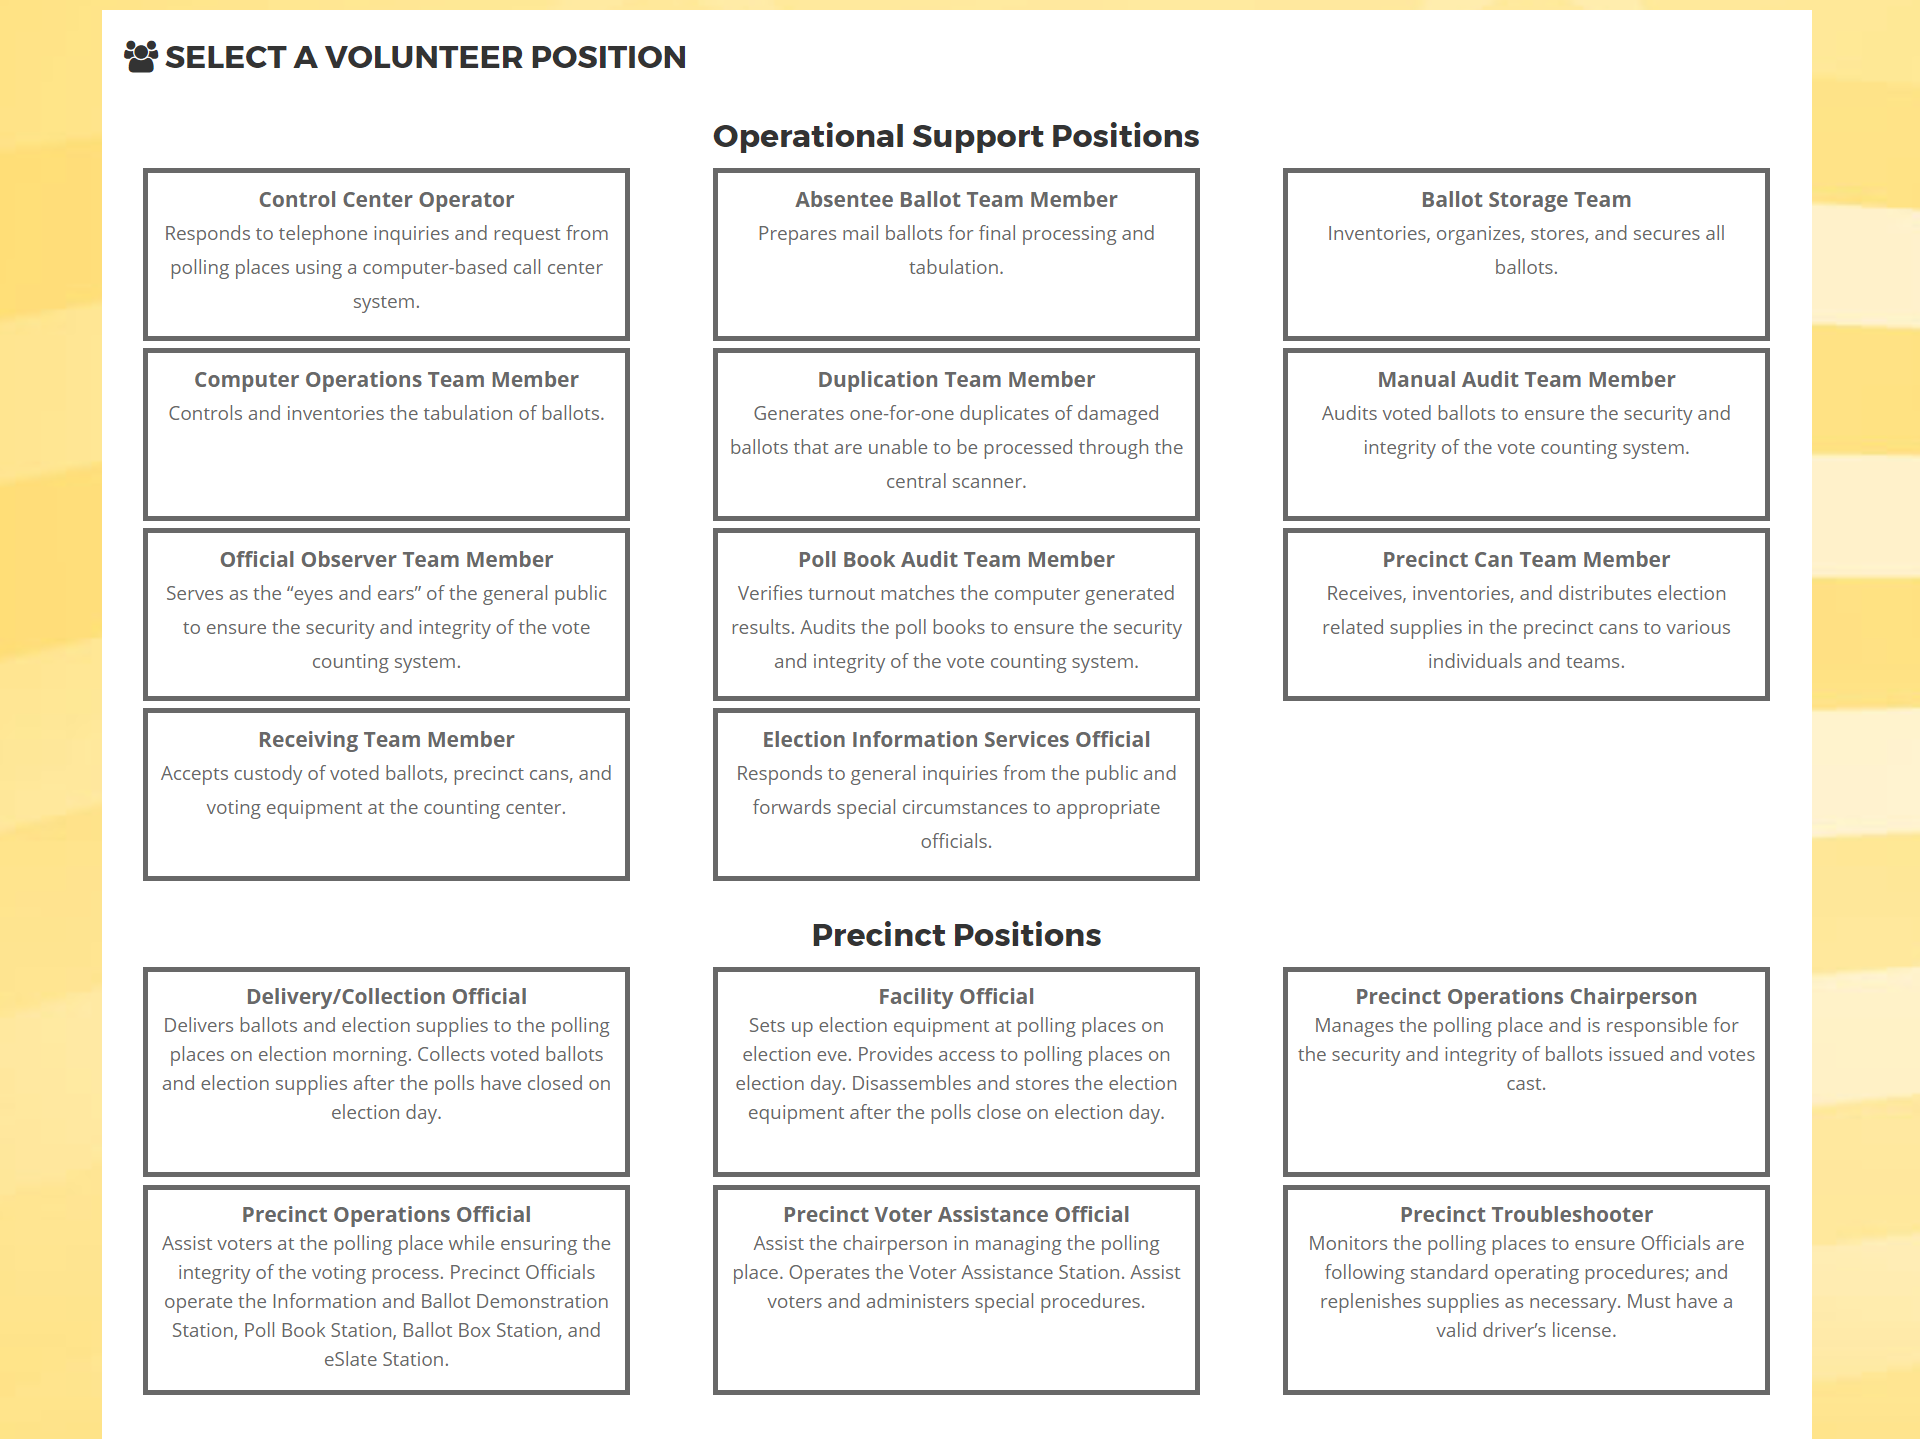 SELECT A VOLUNTEER POSITION
Operational Support Positions
Control Center Operator
Responds to telephone inquiries and request from
polling places using a computer-based call center
system.
Absentee Ballot Team Member
Prepares mail ballots for final processing and
tabulation.
Ballot Storage Team
Inventories, organizes, stores, and secures all
ballots.
Computer Operations Team Member
Controls and inventories the tabulation of ballots.
Duplication Team Member
Generates one-for-one duplicates of damaged
ballots that are unable to be processed through the
central scanner.
Manual Audit Team Member
Audits voted ballots to ensure the security and
integrity of the vote counting system.
Official Observer Team Member
Serves as the “eyes and ears” of the general public
to ensure the security and integrity of the vote
counting system.
Poll Book Audit Team Member
Verifies turnout matches the computer generated
results. Audits the poll books to ensure the security
and integrity of the vote counting system.
Precinct Can Team Member
Receives, inventories, and distributes election
related supplies in the precinct cans to various
individuals and teams.
Receiving Team Member
Accepts custody of voted ballots, precinct cans, and
voting equipment at the counting center.
Election Information Services Official
Responds to general inquiries from the public and
forwards special circumstances to appropriate
officials.
Precinct Positions
Delivery/Collection Official
Delivers ballots and election supplies to the polling
places on election morning. Collects voted ballots
and election supplies after the polls have closed on
election day.
Facility Official
Sets up election equipment at polling places on
election eve. Provides access to polling places on
election day. Disassembles and stores the election
equipment after the polls close on election day.
Precinct Operations Chairperson
Manages the polling place and is responsible for
the security and integrity of ballots issued and votes
cast.
Precinct Operations Official
Assist voters at the polling place while ensuring the
integrity of the voting process. Precinct Officials
operate the Information and Ballot Demonstration
Station, Poll Book Station, Ballot Box Station, and
eSlate Station.
Precinct Voter Assistance Official
Assist the chairperson in managing the polling
place. Operates the Voter Assistance Station. Assist
voters and administers special procedures.
Precinct Troubleshooter
Monitors the polling places to ensure Officials are
following standard operating procedures; and
replenishes supplies as necessary. Must have a
valid driver’s license.